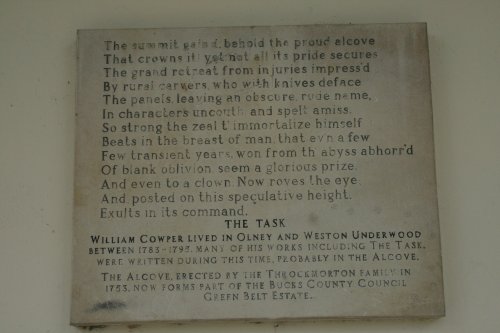 The summit gain'd, behold the proud alcove
That crowns it! yet not all its pride secures
The grand retreat from injuries impress'd
By rural carvers, who with knives deface
The panels, leaving an obscure, rude name,
In characters uncouth, and spelt amiss.
So strong the zeal t' immortalize himself
Beats in the breast of man, that ev'n a few
Few transient years, won from th' abyss abhorr'd
Of blank oblivion, seem a glorious prize,
And even to a clown. Now roves the eye,
And, posted on this speculative height,
Exults in its command.
THE TASK
WILLIAM COWPER LIVED IN OLNEY AND WESTON UNDERWOOD
BETWEEN MANY OF HIS WORKS INCLUDING THE TASK,
WERE WRITTEN DURING THIS TIME, PROBABLY IN THE ALCOVE.
THE ALCOVE, ERECTED BY THE THROCKMORTON FAMILY IN
1753, NOW FORMS PART OF THE BUCKS COUNTY COUNCIL
GREEN BELT ESTATE.